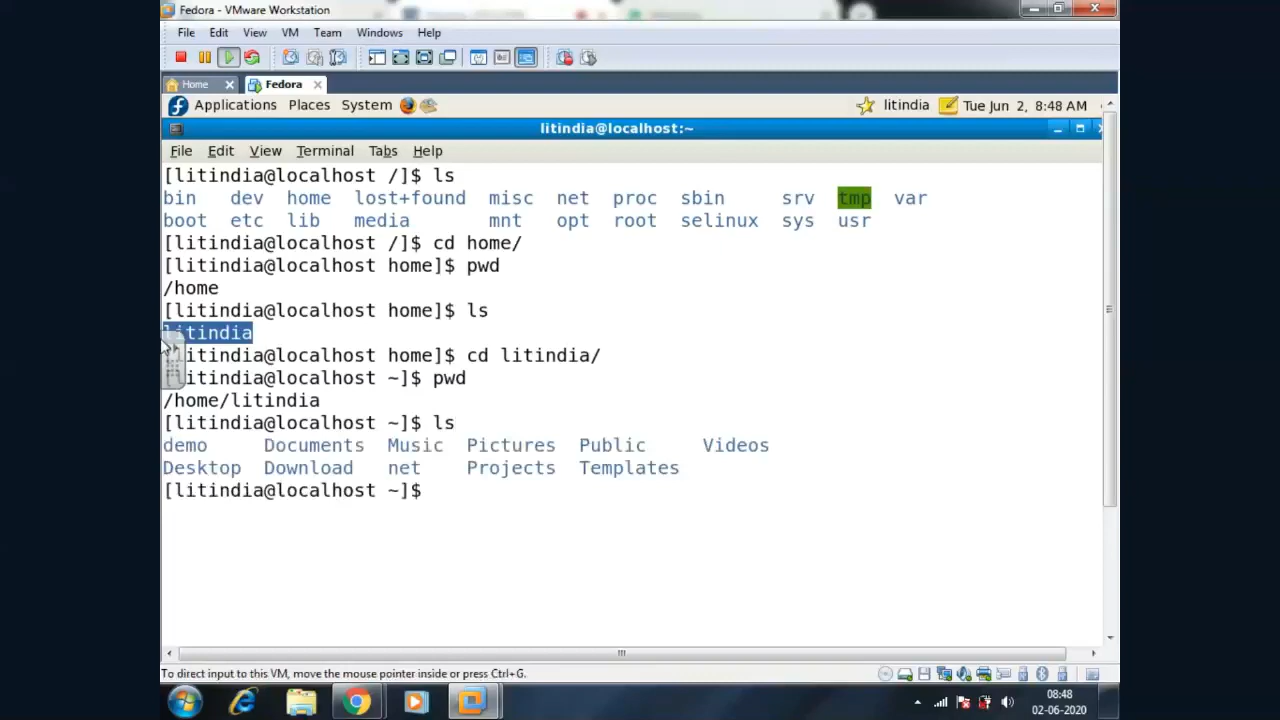 Fedora - VMware Workstation
File Edit View VM Team Windows Help
Home Fedora
Applications Places System litindia Tue Jun 2, 8:48 AM
litindia@localhost:~
File Edit View Terminal Tabs Help
[litindia@localhost /]$ ls
bin dev home lost+found misc net proc sbin srv tmp var
boot etc lib media mnt opt root selinux sys usr
[litindia@localhost /]$ cd home/
[litindia@localhost home]$ pwd
/home
[litindia@localhost home]$ ls
litindia
[litindia@localhost home]$ cd litindia/
[litindia@localhost ~]$ pwd
/home/litindia
[litindia@localhost ~]$ ls
demo Documents Music Pictures Public Videos
Desktop Download net Projects Templates
[litindia@localhost ~]$
To direct input to this VM, move the mouse pointer inside or press Ctrl+G.
08:48
02-06-2020